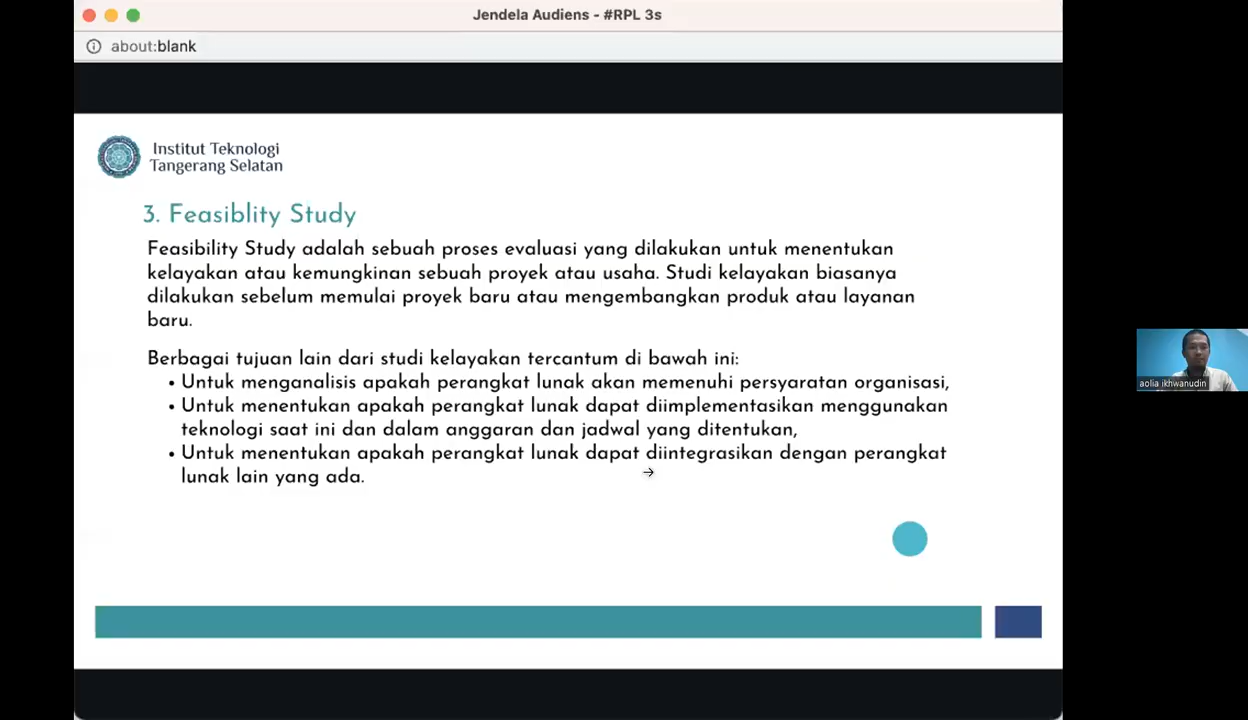 Jendela Audiens - #RPL 3s
about:blank
Institut Teknologi
Tangerang Selatan
3. Feasiblity Study
Feasibility Study adalah sebuah proses evaluasi yang dilakukan untuk menentukan
kelayakan atau kemungkinan sebuah proyek atau usaha. Studi kelayakan biasanya
dilakukan sebelum memulai proyek baru atau mengembangkan produk atau layanan
baru.
Berbagai tujuan lain dari studi kelayakan tercantum di bawah ini:
• Untuk menganalisis apakah perangkat lunak akan memenuhi persyaratan organisasi,
• Untuk menentukan apakah perangkat lunak dapat diimplementasikan menggunakan
teknologi saat ini dan dalam anggaran dan jadwal yang ditentukan,
• Untuk menentukan apakah perangkat lunak dapat diintegrasikan dengan perangkat
lunak lain yang ada.
aolia ikhwanudin